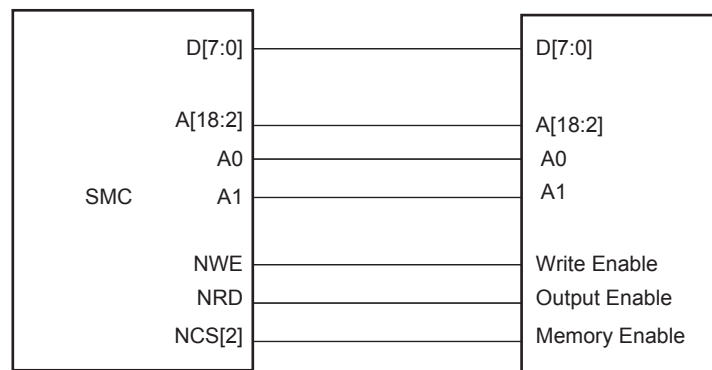 D[7:0] D[7:0]
A[18:2] A[18:2]
A0 A0
SMC A1 A1
NWE Write Enable
NRD Output Enable
NCS[2] Memory Enable